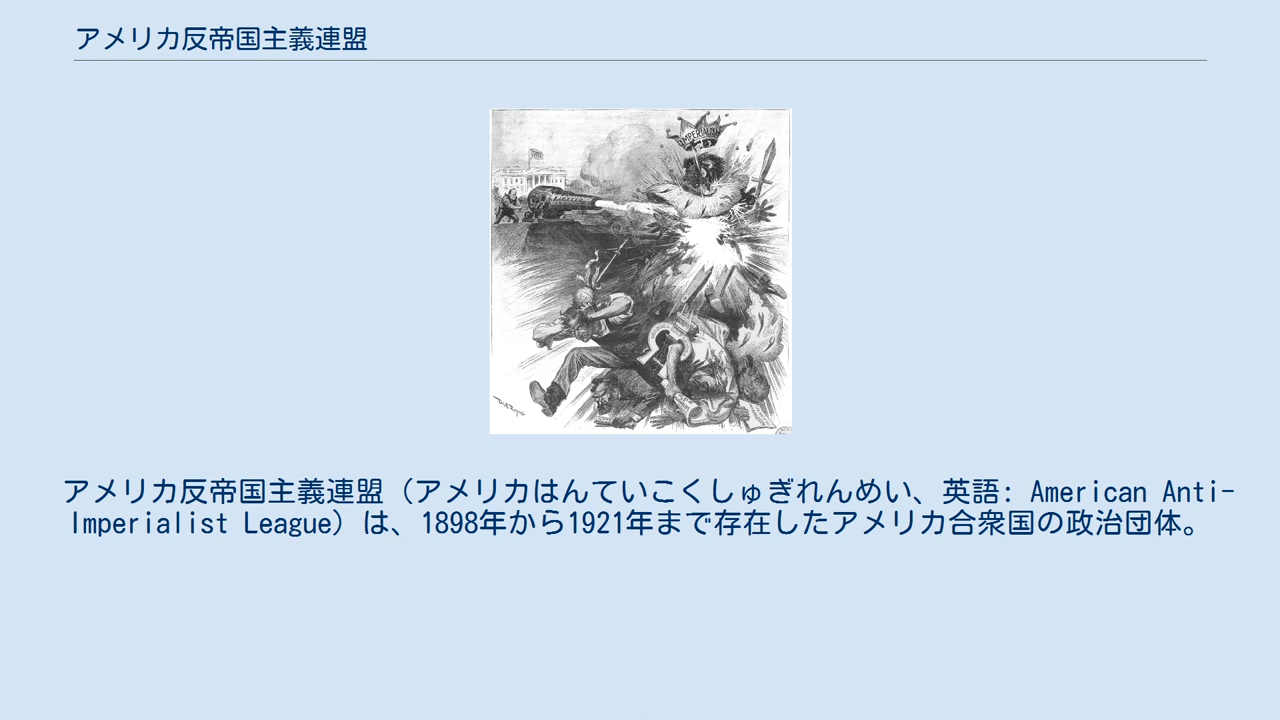 アメリカ反帝国主義連盟
アメリカ反帝国主義連盟（アメリカはんていこくしゅぎれんめい、英語: American Anti-
Imperialist League）は、1898年から1921年まで存在したアメリカ合衆国の政治団体。